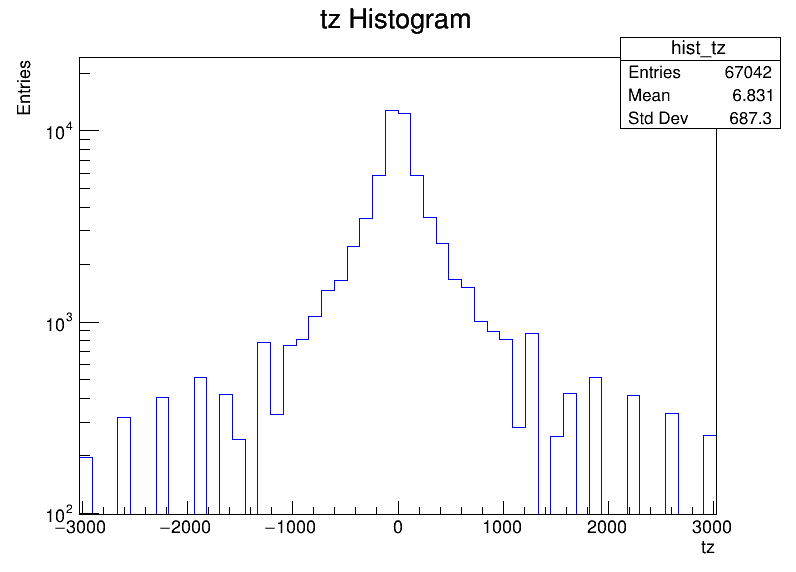 tz Histogram
hist_tz
Entries 67042
Mean 6.831
Std Dev 687.3
Entries
10^4
10^3
10^2
−3000 −2000 −1000 0 1000 2000 3000
tz